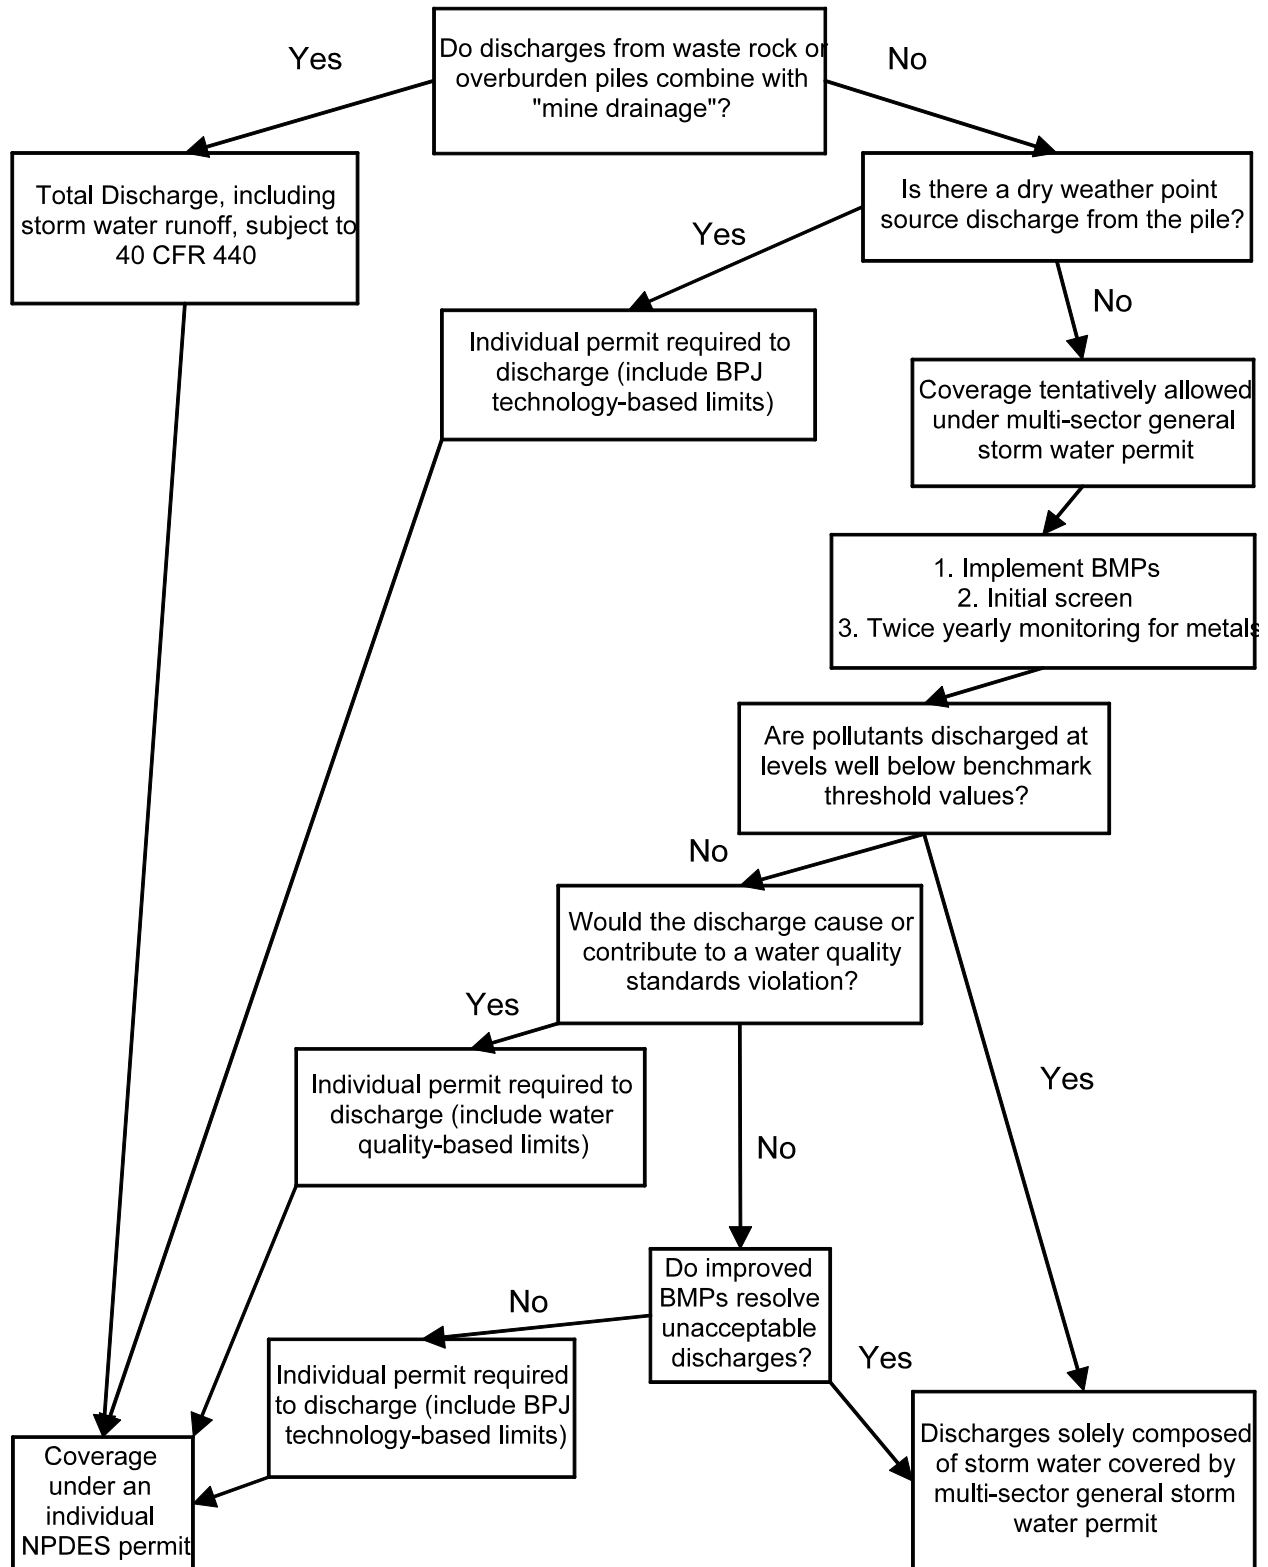 Do discharges from waste rock or
overburden piles combine with
"mine drainage"?
Yes
No
Total Discharge, including
storm water runoff, subject to
40 CFR 440
Is there a dry weather point
source discharge from the pile?
Yes
No
Individual permit required to
discharge (include BPJ
technology-based limits)
Coverage tentatively allowed
under multi-sector general
storm water permit
1. Implement BMPs
2. Initial screen
3. Twice yearly monitoring for metals
Are pollutants discharged at
levels well below benchmark
threshold values?
No
Yes
Would the discharge cause or
contribute to a water quality
standards violation?
Yes
No
Individual permit required to
discharge (include water
quality-based limits)
Do improved
BMPs resolve
unacceptable
discharges?
No
Yes
Individual permit required
to discharge (include BPJ
technology-based limits)
Coverage
under an
individual
NPDES permit
Discharges solely composed
of storm water covered by
multi-sector general storm
water permit